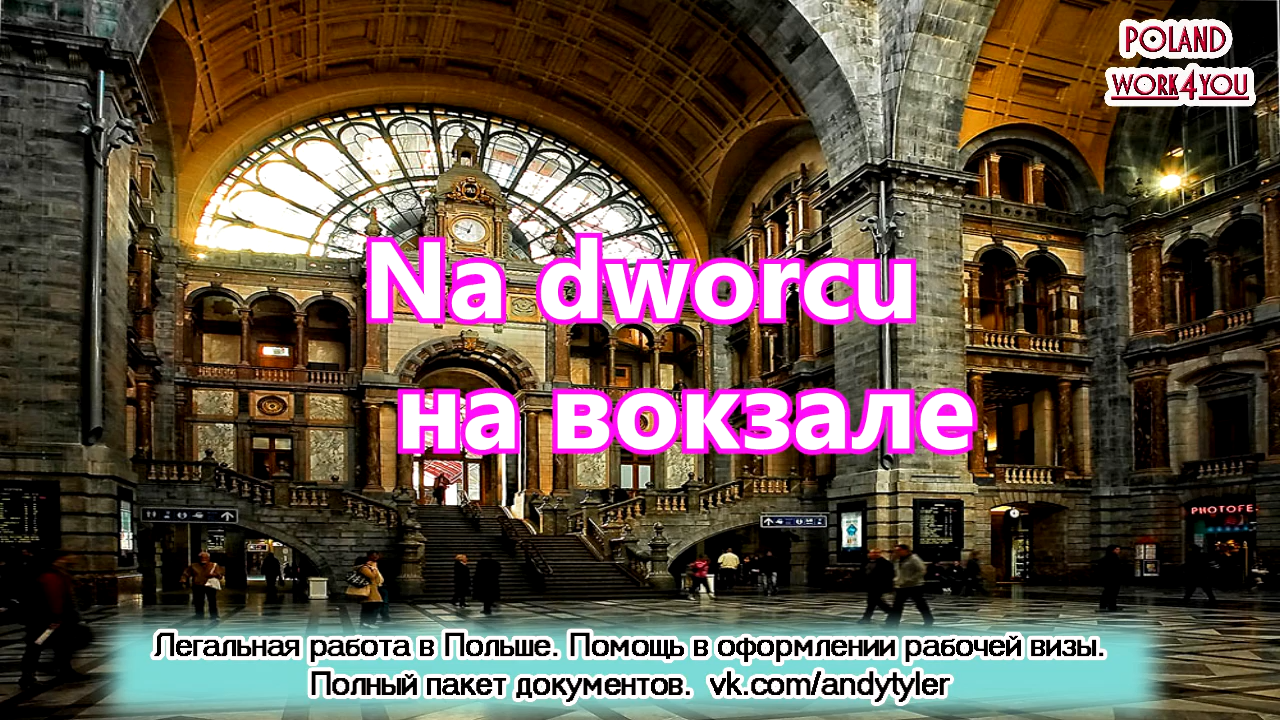 POLAND
WORK4YOU
Na dworcu
на вокзале
PHOTOFE
Легальная работа в Польше. Помощь в оформлении рабочей визы.
Полный пакет документов. vk.com/andytyler